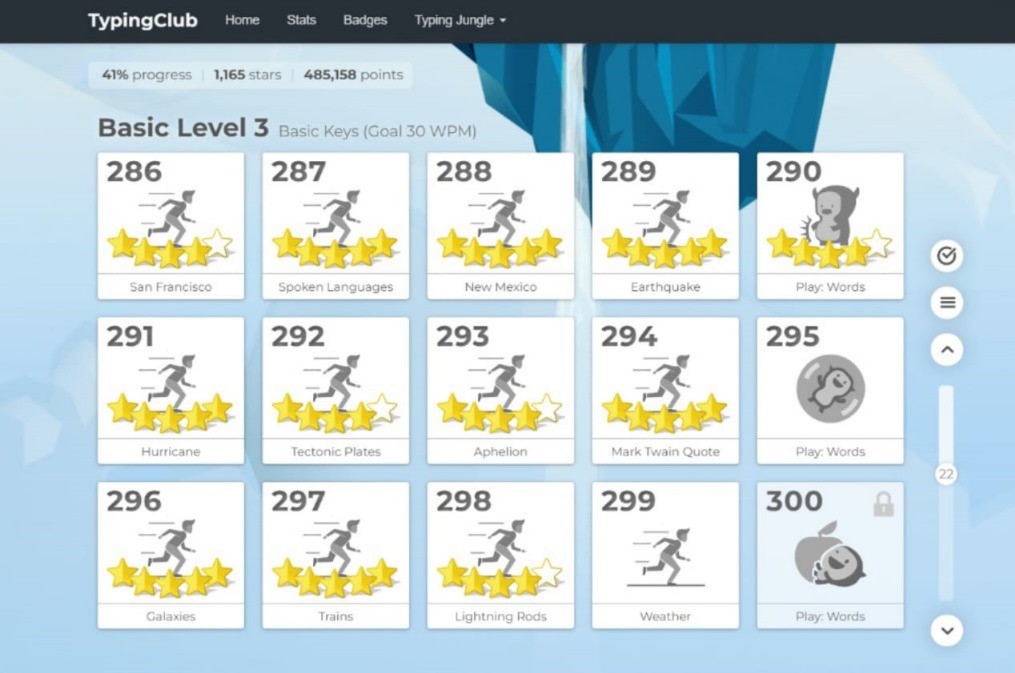 TypingClub Home Stats Badges Typing Jungle
41% progress 1,165 stars 485,158 points
Basic Level 3 Basic Keys (Goal 30 WPM)
286 287 288 289 290
San Francisco Spoken Languages New Mexico Earthquake Play: Words
291 292 293 294 295
Hurricane Tectonic Plates Aphelion Mark Twain Quote Play: Words
22
296 297 298 299 300
Galaxies Trains Lightning Rods Weather Play: Words